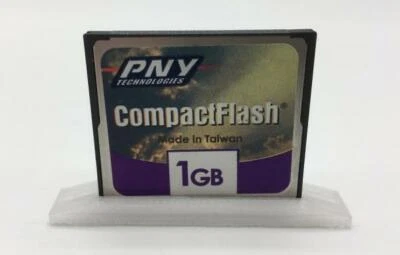 PNY
TECHNOLOGIES
CompactFlash®
Made in Taiwan
1GB